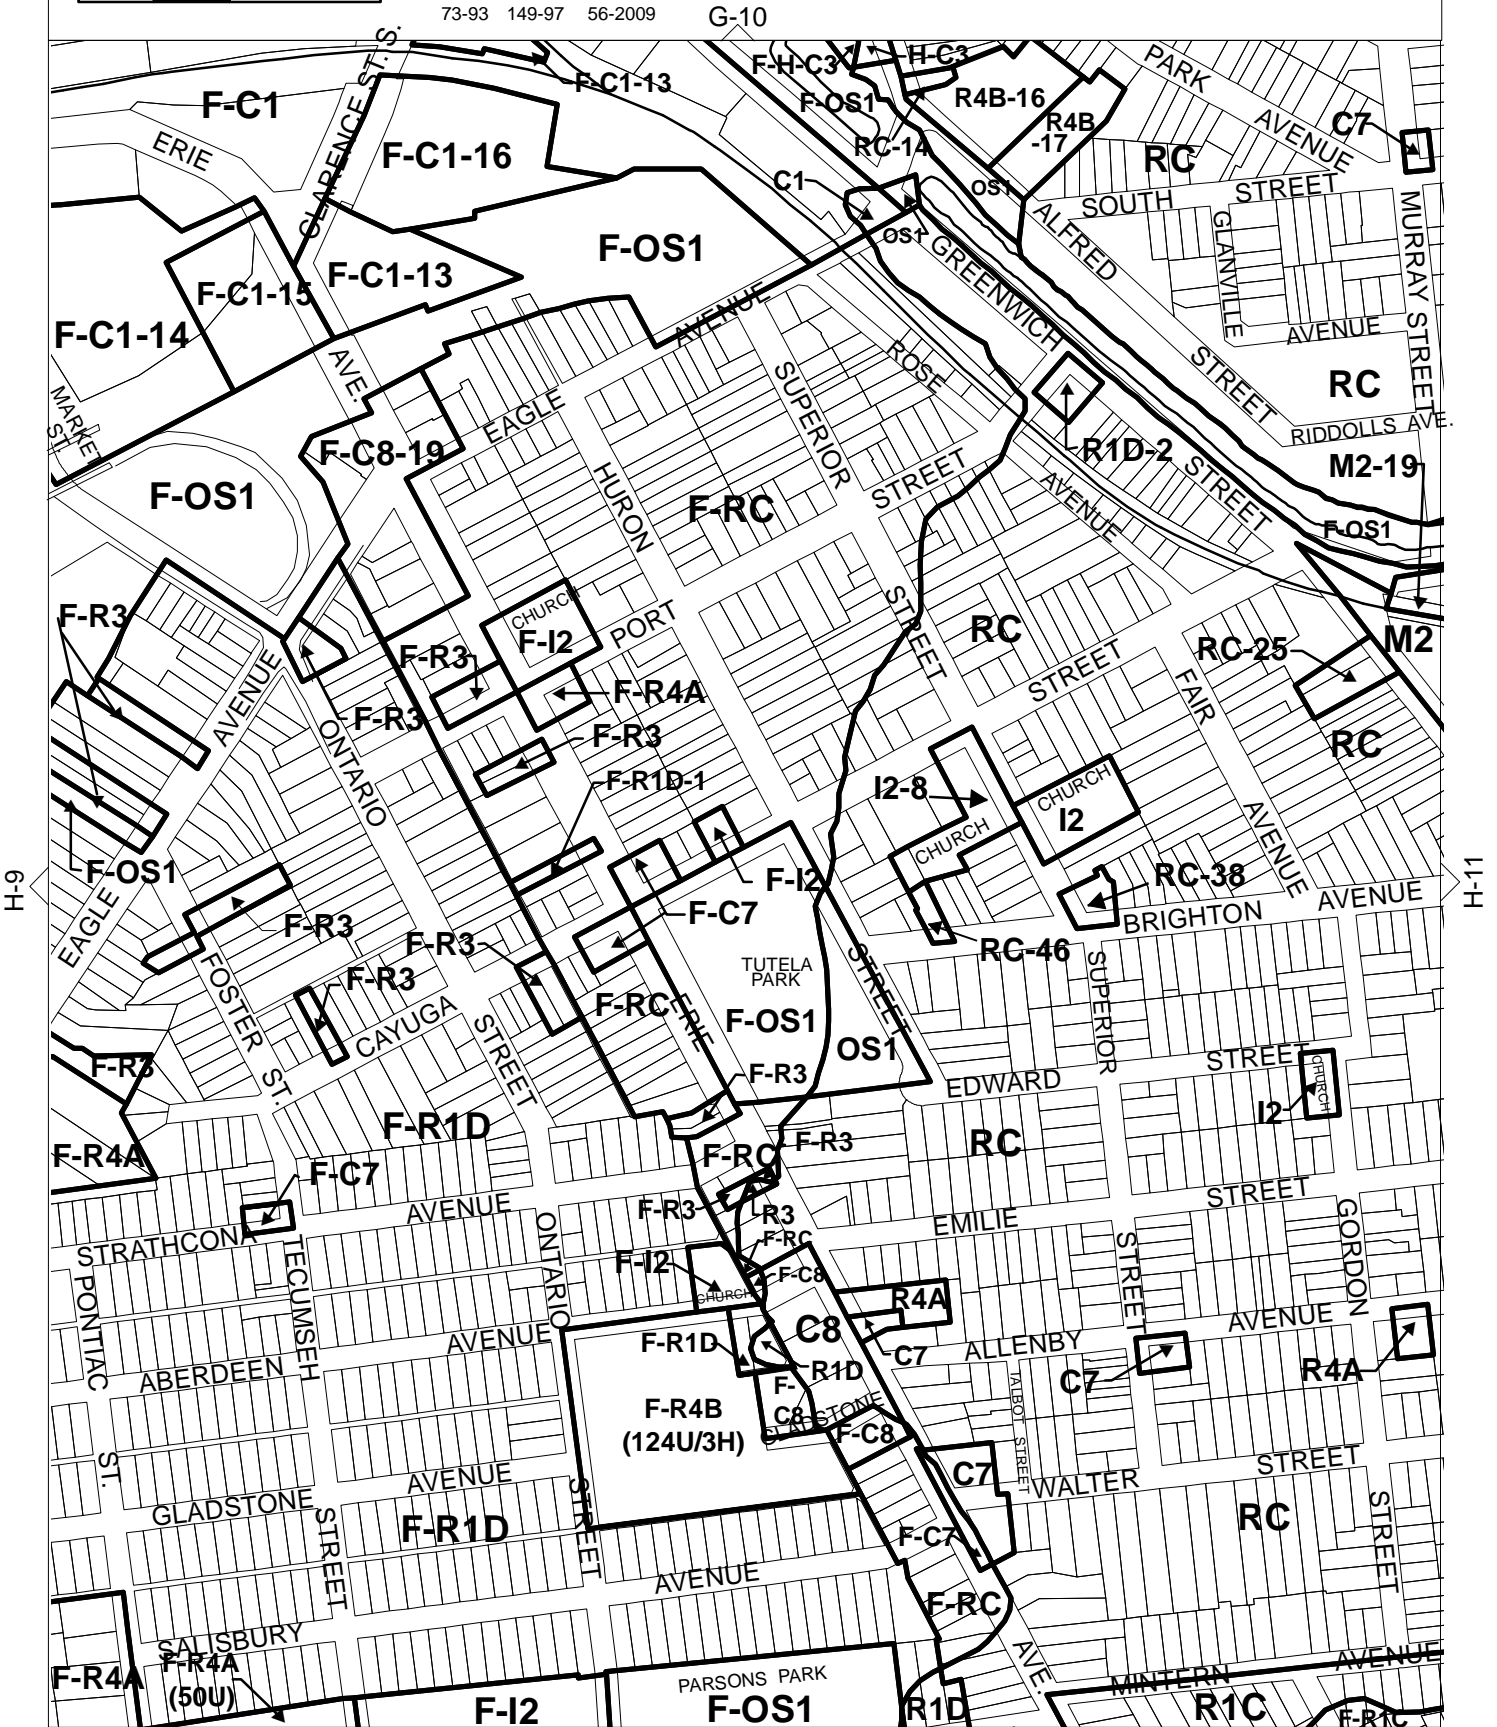 73-93 149-97 56-2009
G-10
F-C1
ERIE
CLARENCE ST. S.
F-C1-13
F-C1-16
F-H-C3
H-C3
F-OS1
RC-14
R4B-16
R4B
-17
PARK
AVENUE
C7
RC
C1
OS1
OS1
SOUTH
STREET
GLANVILLE
AVENUE
MURRAY STREET
F-OS1
F-C1-13
F-C1-15
F-C1-14
GREENWICH
STREET
ALFRED
STREET
RC
RIDDOLLS AVE.
AVE.
MARKET
ST.
EAGLE
AVENUE
ROSE
AVENUE
SUPERIOR
STREET
R1D-2
M2-19
F-OS1
F-C8-19
F-OS1
HURON
STREET
F-RC
F-R3
CHURCH
F-I2
PORT
STREET
RC
RC-25
M2
RC
F-R3
F-R4A
F-R3
AVENUE
ONTARIO
F-R3
F-R1D-1
FAIR
AVENUE
I2-8
CHURCH
I2
CHURCH
H-9
F-OS1
EAGLE
F-I2
F-C7
RC-38
BRIGHTON
AVENUE
H-11
F-R3
F-R3
F-R3
RC-46
TUTELA
PARK
F-OS1
OS1
STREET
FOSTER
ST.
CAYUGA
STREET
F-RC
ERIE
SUPERIOR
F-R3
F-R3
EDWARD
STREET
CHURCH
I2
F-R4A
F-R1D
F-RC
F-R3
RC
F-C7
F-R3
R3
EMILIE
STREET
STRATHCONA
AVENUE
F-RC
F-I2
CHURCH
F-C8
R4A
PONTIAC
ST.
TECUMSEH
STREET
ONTARIO
STREET
GORDON
STREET
STREET
C8
F-R1D
R1D
C7
ALLENBY
AVENUE
C7
R4A
ABERDEEN
AVENUE
F-R4B
(124U/3H)
F-
C8
GLADSTONE
F-C8
TALBOT STREET
C7
WALTER
STREET
GLADSTONE
AVENUE
F-R1D
RC
F-C7
AVENUE
F-RC
AVE.
SALISBURY
F-R4A
F-R4A
(50U)
F-I2
PARSONS PARK
F-OS1
R1D
MINTERN
AVENUE
R1C
F-R1C